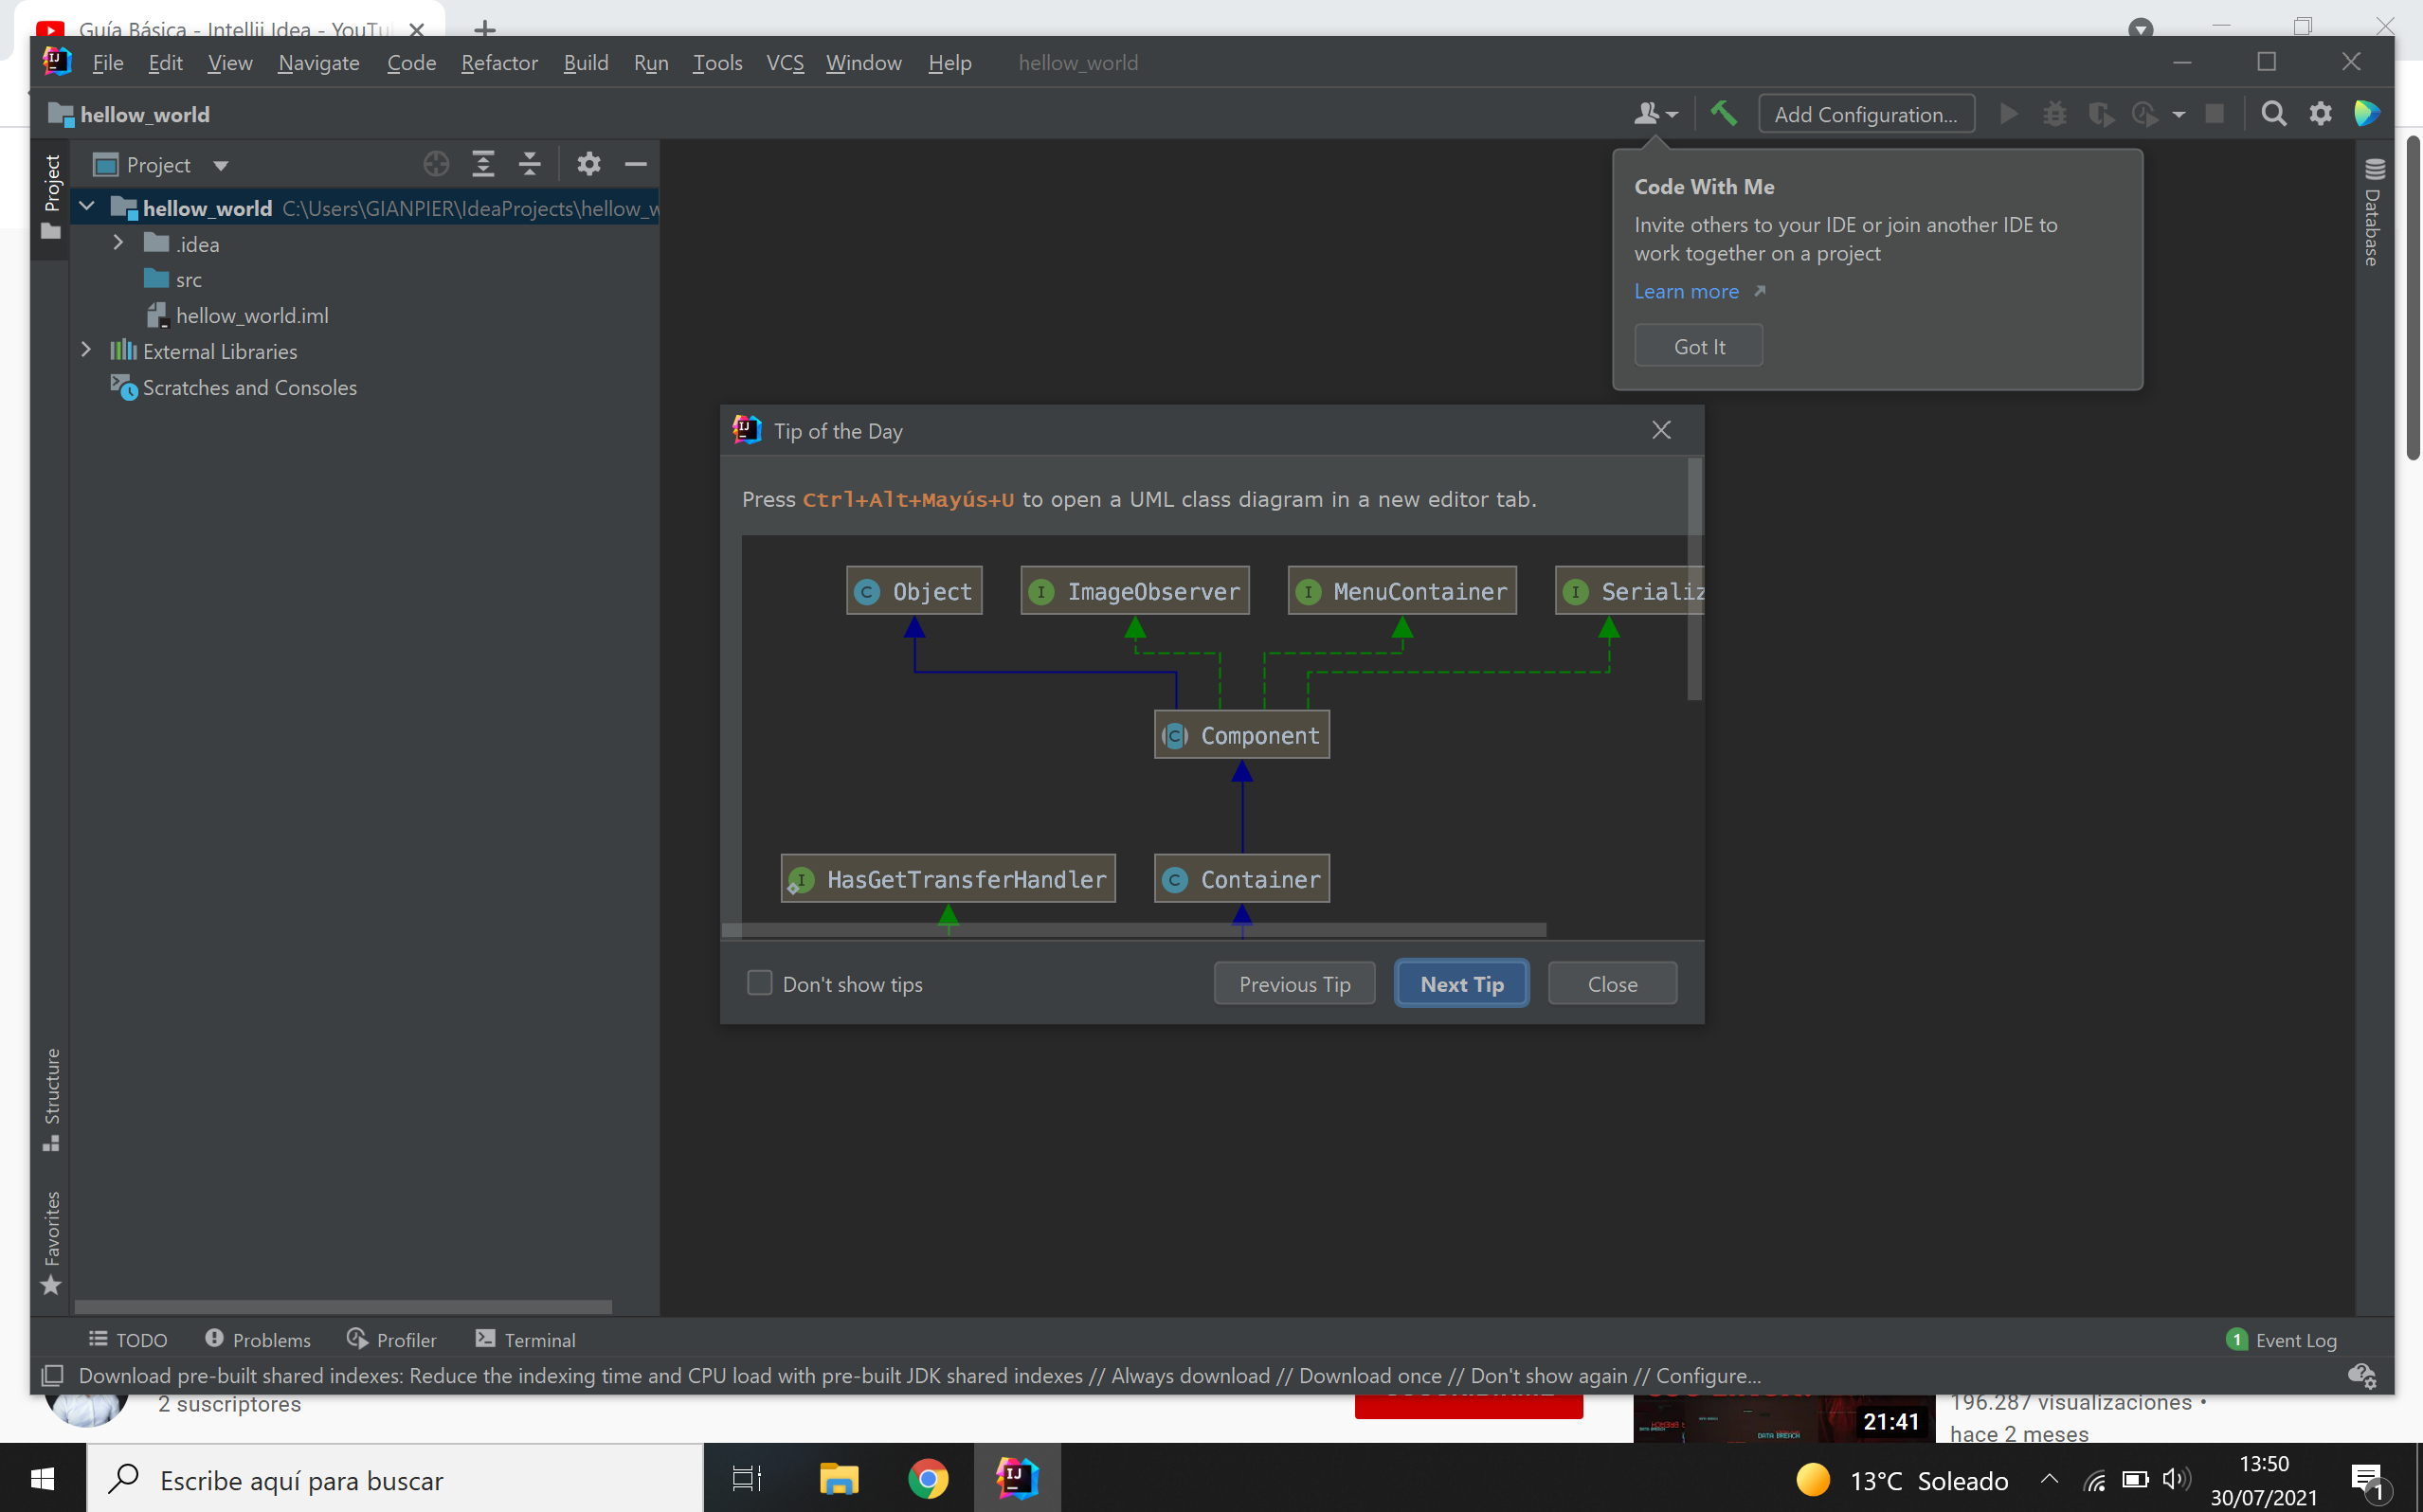 Guía Básica - Intellij Idea - YouTu
File Edit View Navigate Code Refactor Build Run Tools VCS Window Help hellow_world
hellow_world
Add Configuration...
Project
Project
hellow_world C:\Users\GIANPIER\IdeaProjects\hellow_w
.idea
src
hellow_world.iml
External Libraries
Scratches and Consoles
Code With Me
Invite others to your IDE or join another IDE to
work together on a project
Learn more
Got It
Database
Tip of the Day
Press Ctrl+Alt+Mayús+U to open a UML class diagram in a new editor tab.
C Object
I ImageObserver
I MenuContainer
I Serializ
C Component
I HasGetTransferHandler
C Container
Don't show tips
Previous Tip
Next Tip
Close
Structure
Favorites
TODO
Problems
Profiler
Terminal
1 Event Log
Download pre-built shared indexes: Reduce the indexing time and CPU load with pre-built JDK shared indexes // Always download // Download once // Don't show again // Configure...
2 suscriptores
21:41
DATA BREACH
196.287 visualizaciones •
hace 2 meses
Escribe aquí para buscar
13°C Soleado
13:50
30/07/2021
1